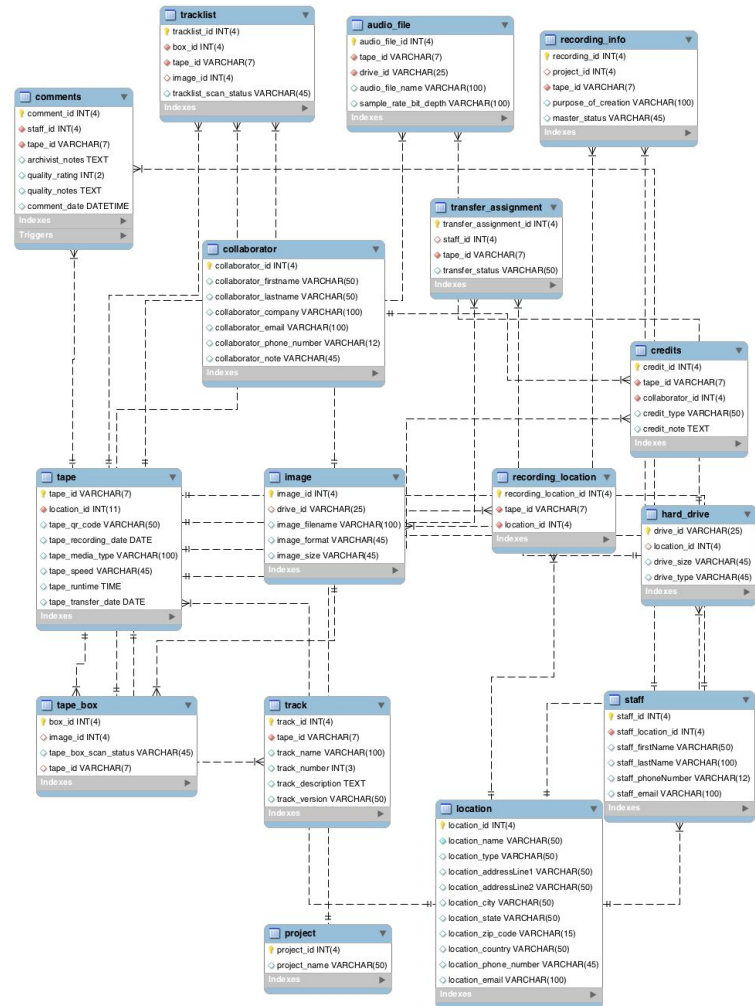 tracklist
tracklist_id INT(4)
box_id INT(4)
tape_id VARCHAR(7)
image_id INT(4)
tracklist_scan_status VARCHAR(45)
Indexes
audio_file
audio_file_id INT(4)
tape_id VARCHAR(7)
drive_id VARCHAR(25)
audio_file_name VARCHAR(100)
sample_rate_bit_depth VARCHAR(100)
Indexes
recording_info
recording_id INT(4)
project_id INT(4)
tape_id VARCHAR(7)
purpose_of_creation VARCHAR(100)
master_status VARCHAR(45)
Indexes
comments
comment_id INT(4)
staff_id INT(4)
tape_id VARCHAR(7)
archivist_notes TEXT
quality_rating INT(2)
quality_notes TEXT
comment_date DATETIME
Indexes
Triggers
transfer_assignment
transfer_assignment_id INT(4)
staff_id INT(4)
tape_id VARCHAR(7)
transfer_status VARCHAR(50)
Indexes
collaborator
collaborator_id INT(4)
collaborator_firstname VARCHAR(50)
collaborator_lastname VARCHAR(50)
collaborator_company VARCHAR(100)
collaborator_email VARCHAR(100)
collaborator_phone_number VARCHAR(12)
collaborator_note VARCHAR(45)
Indexes
credits
credit_id INT(4)
tape_id VARCHAR(7)
collaborator_id INT(4)
credit_type VARCHAR(50)
credit_note TEXT
Indexes
tape
tape_id VARCHAR(7)
location_id INT(11)
tape_qr_code VARCHAR(50)
tape_recording_date DATE
tape_media_type VARCHAR(100)
tape_speed VARCHAR(45)
tape_runtime TIME
tape_transfer_date DATE
Indexes
image
image_id INT(4)
drive_id VARCHAR(25)
image_filename VARCHAR(100)
image_format VARCHAR(45)
image_size VARCHAR(45)
Indexes
recording_location
recording_location_id INT(4)
tape_id VARCHAR(7)
location_id INT(4)
Indexes
hard_drive
drive_id VARCHAR(25)
location_id INT(4)
drive_size VARCHAR(45)
drive_type VARCHAR(45)
Indexes
tape_box
box_id INT(4)
image_id INT(4)
tape_box_scan_status VARCHAR(45)
tape_id VARCHAR(7)
Indexes
track
track_id INT(4)
tape_id VARCHAR(7)
track_name VARCHAR(100)
track_number INT(3)
track_description TEXT
track_version VARCHAR(50)
Indexes
staff
staff_id INT(4)
staff_location_id INT(4)
staff_firstName VARCHAR(50)
staff_lastName VARCHAR(100)
staff_phoneNumber VARCHAR(12)
staff_email VARCHAR(100)
Indexes
location
location_id INT(4)
location_name VARCHAR(50)
location_type VARCHAR(50)
location_addressLine1 VARCHAR(50)
location_addressLine2 VARCHAR(50)
location_city VARCHAR(50)
location_state VARCHAR(50)
location_zip_code VARCHAR(15)
location_country VARCHAR(50)
location_phone_number VARCHAR(45)
location_email VARCHAR(100)
Indexes
project
project_id INT(4)
project_name VARCHAR(50)
Indexes